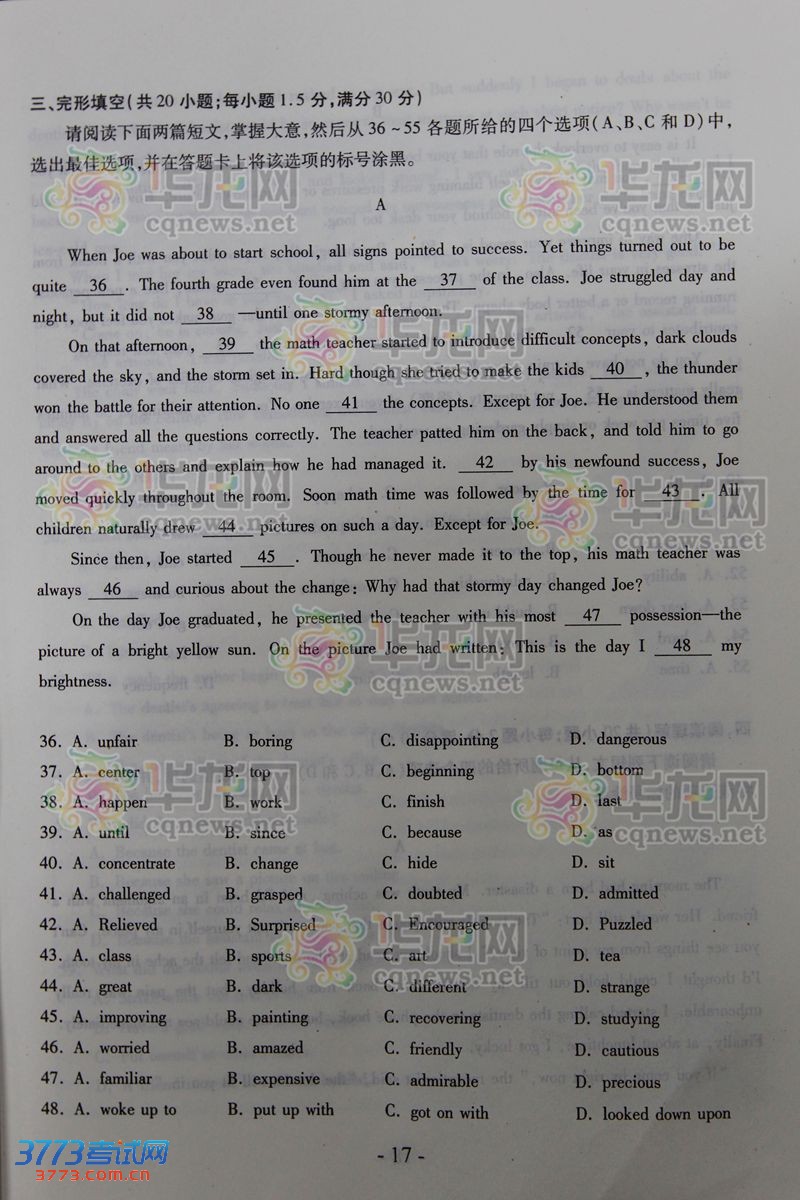 三、完形填空(共20小题;每小题1.5分,满分30分)
请阅读下面两篇短文,掌握大意,然后从36~55各题所给的四个选项(A、B、C和D)中,
选出最佳选项,并在答题卡上将该选项的标号涂黑。
A
When Joe was about to start school, all signs pointed to success. Yet things turned out to be
quite 36 . The fourth grade even found him at the 37 of the class. Joe struggled day and
night, but it did not 38 —until one stormy afternoon.
On that afternoon, 39 the math teacher started to introduce difficult concepts, dark clouds
covered the sky, and the storm set in. Hard though she tried to make the kids 40 , the thunder
won the battle for their attention. No one 41 the concepts. Except for Joe. He understood them
and answered all the questions correctly. The teacher patted him on the back, and told him to go
around to the others and explain how he had managed it. 42 by his newfound success, Joe
moved quickly throughout the room. Soon math time was followed by the time for 43 . All
children naturally drew 44 pictures on such a day. Except for Joe.
Since then, Joe started 45 . Though he never made it to the top, his math teacher was
always 46 and curious about the change: Why had that stormy day changed Joe?
On the day Joe graduated, he presented the teacher with his most 47 possession—the
picture of a bright yellow sun. On the picture Joe had written: This is the day I 48 my
brightness.
36. A. unfair B. boring C. disappointing D. dangerous
37. A. center B. top C. beginning D. bottom
38. A. happen B. work C. finish D. last
39. A. until B. since C. because D. as
40. A. concentrate B. change C. hide D. sit
41. A. challenged B. grasped C. doubted D. admitted
42. A. Relieved B. Surprised C. Encouraged D. Puzzled
43. A. class B. sports C. art D. tea
44. A. great B. dark C. different D. strange
45. A. improving B. painting C. recovering D. studying
46. A. worried B. amazed C. friendly D. cautious
47. A. familiar B. expensive C. admirable D. precious
48. A. woke up to B. put up with C. got on with D. looked down upon
- 17 -
3773考试网
3773.com.cn
华龙网
cqnews.net